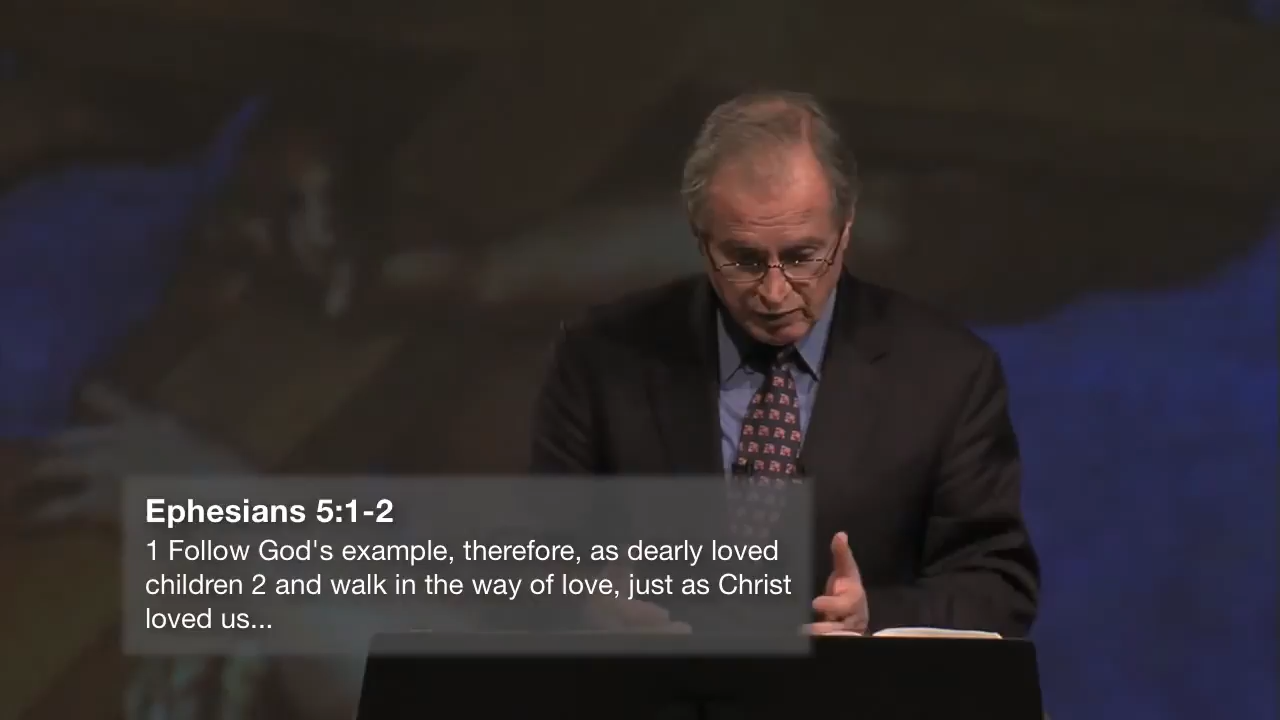 Ephesians 5:1-2
1 Follow God's example, therefore, as dearly loved
children 2 and walk in the way of love, just as Christ
loved us...